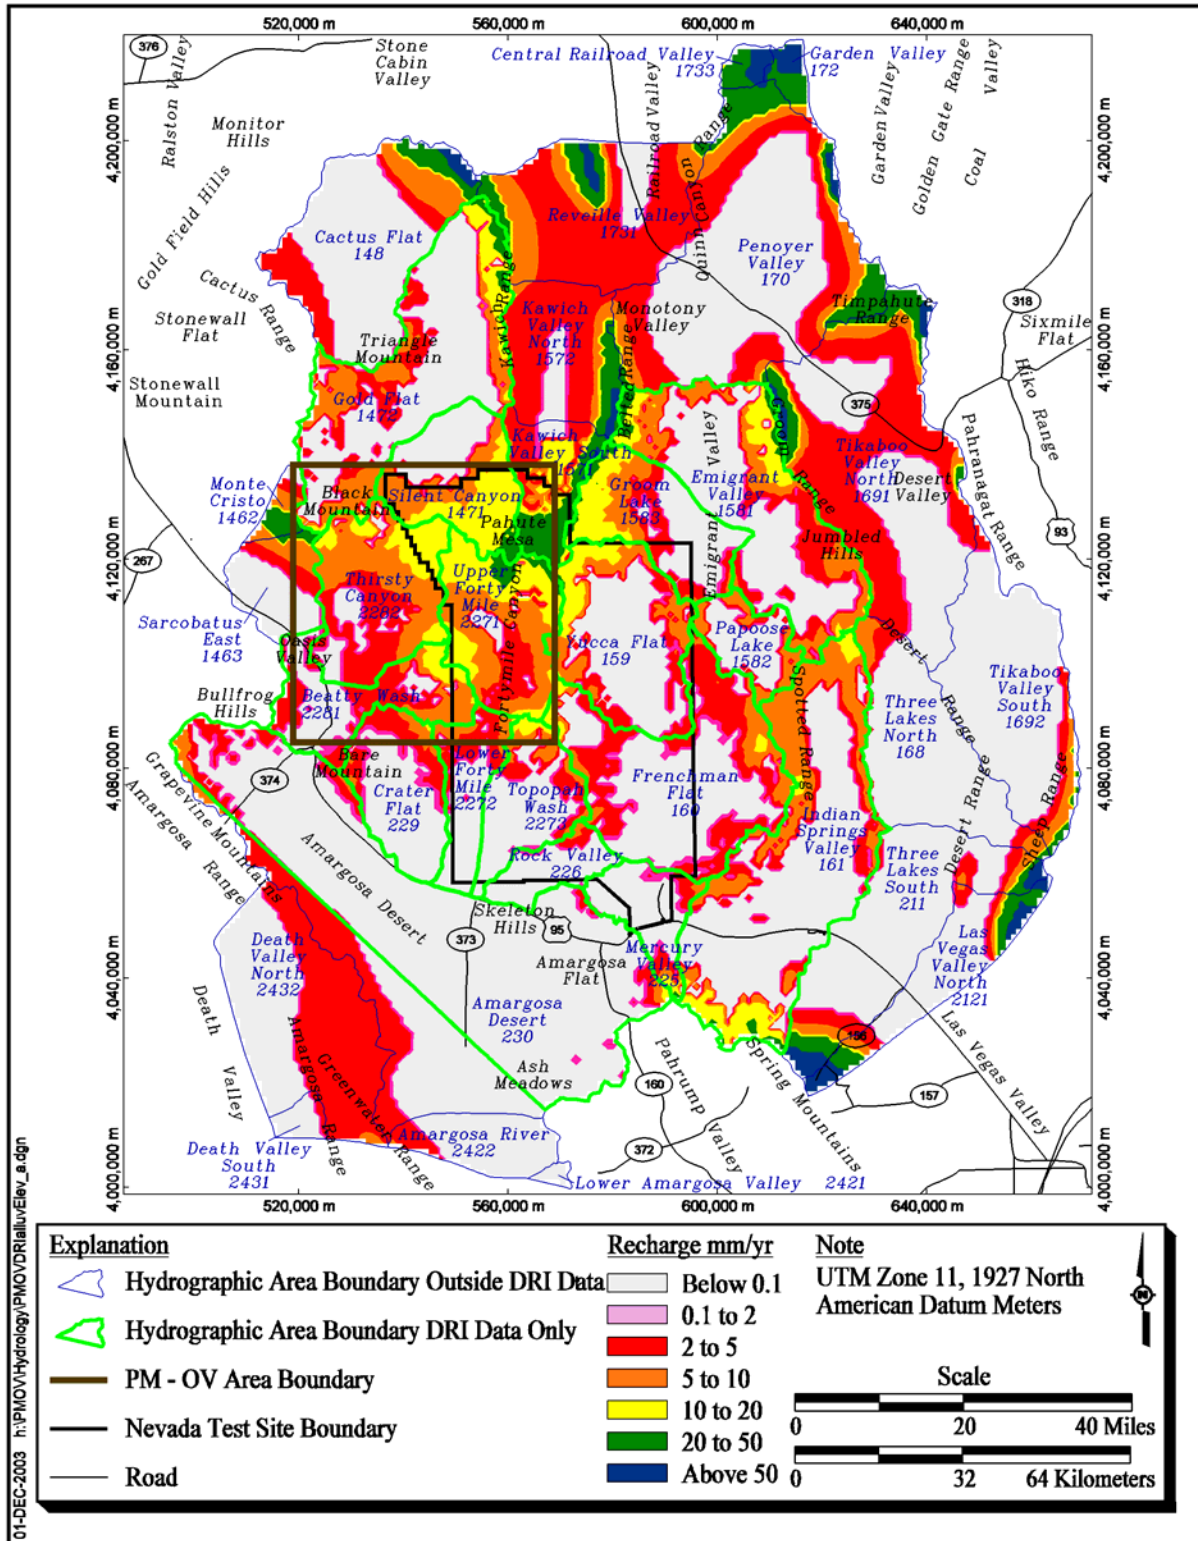 520,000 m
560,000 m
600,000 m
640,000 m
376
Ralston Valley
Stone
Cabin
Valley
Central Railroad Valley
1733
Garden Valley
172
Railroad Valley
Garden Valley
Golden Gate Range
Coal Valley
4,200,000 m
4,200,000 m
Monitor
Hills
Gold Field Hills
Quinn Canyon Range
Reveille Valley
1731
Cactus Flat
148
Penoyer
Valley
170
Cactus Range
Stonewall
Flat
Kawich Range
Kawich
Valley
North
1572
Monotony
Valley
Timpahute
Range
318
Sixmile
Flat
4,160,000 m
4,160,000 m
Triangle
Mountain
Belted Range
Stonewall
Mountain
Gold Flat
1472
Groom Range
375
Hiko Range
Pahranagat Range
Kawich
Valley South
1571
Emigrant Valley
Tikaboo
Valley
North
1691
Desert
Valley
Monte
Cristo
1462
Black
Mountain
Silent Canyon
1471
Groom
Lake
1583
Emigrant
Valley
1581
93
Pahute
Mesa
Jumbled
Hills
267
4,120,000 m
4,120,000 m
Thirsty
Canyon
2282
Upper
Forty
Mile
2271
Fortymile Canyon
Sarcobatus
East
1463
Oasis
Valley
Yucca Flat
159
Papoose
Lake
1582
Desert Range
Spotted Range
Tikaboo
Valley
South
1692
Bullfrog
Hills
Beatty Wash
2281
Three
Lakes
North
168
4,080,000 m
4,080,000 m
Grapevine Mountains
Amargosa Range
374
Bare
Mountain
Crater
Flat
229
Lower
Forty
Mile
2272
Topopah
Wash
2273
Frenchman
Flat
160
Indian
Springs
Valley
161
Desert Range
Sheep Range
Amargosa Desert
Rock Valley
226
Three
Lakes
South
211
Skeleton
Hills
95
373
Death
Valley
North
2432
Amargosa
Flat
Mercury
Valley
225
Las
Vegas
Valley
North
2121
4,040,000 m
4,040,000 m
Death Valley
Amargosa Range
Greenwater Range
Amargosa
Desert
230
Ash
Meadows
Pahrump Valley
Spring Mountains
156
Las Vegas Valley
160
157
Death Valley
South
2431
Amargosa River
2422
372
Lower Amargosa Valley 2421
4,000,000 m
4,000,000 m
520,000 m
560,000 m
600,000 m
640,000 m
Explanation
Hydrographic Area Boundary Outside DRI Data
Hydrographic Area Boundary DRI Data Only
PM - OV Area Boundary
Nevada Test Site Boundary
Road
Recharge mm/yr
Below 0.1
0.1 to 2
2 to 5
5 to 10
10 to 20
20 to 50
Above 50
Note
UTM Zone 11, 1927 North
American Datum Meters
N
Scale
0 20 40 Miles
0 32 64 Kilometers
01-DEC-2003 h:\PMOV\Hydrology\PMOVDRIalluvElev_a.dgn